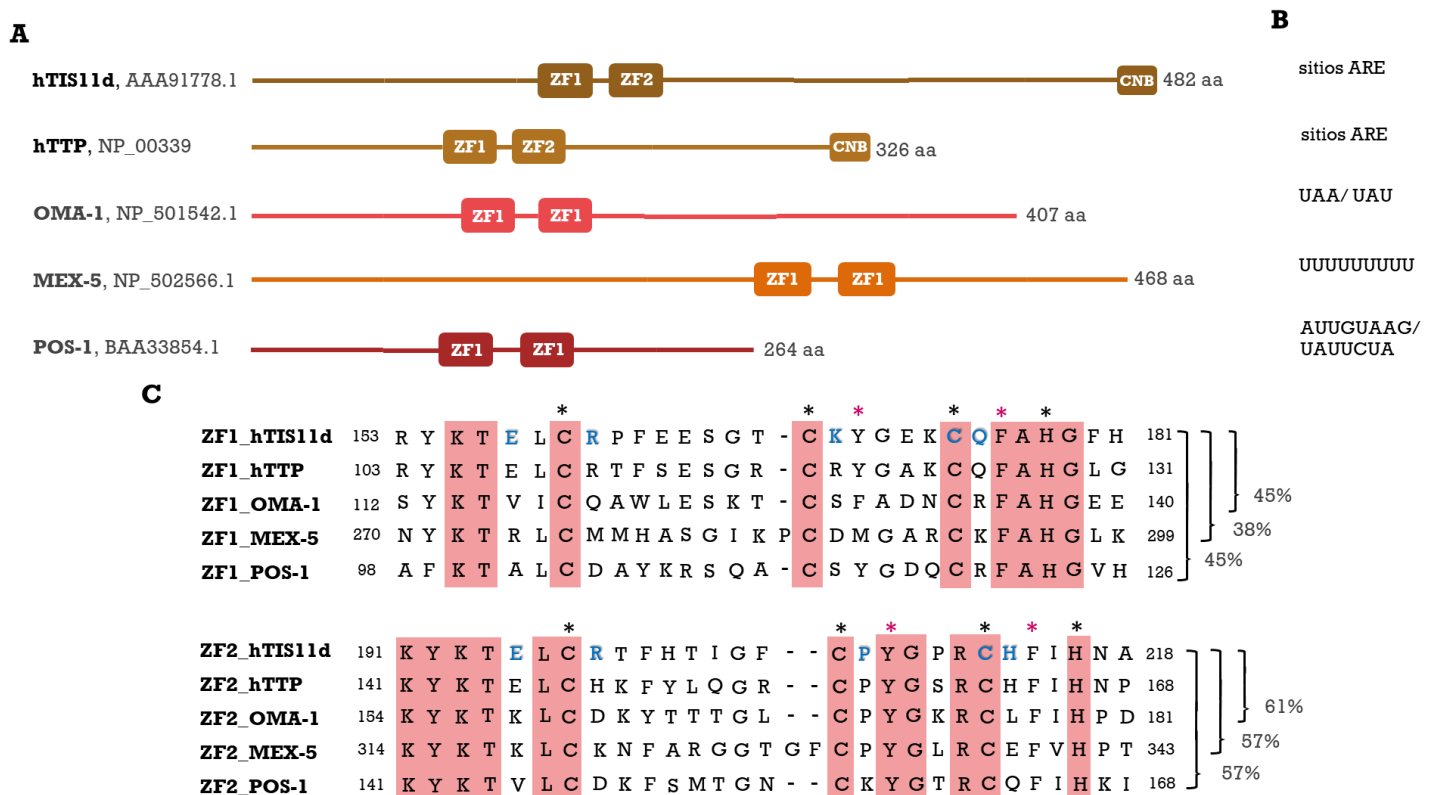 A
B
hTIS11d, AAA91778.1 ZF1 ZF2 CNB 482 aa sitios ARE
hTTP, NP_00339 ZF1 ZF2 CNB 326 aa sitios ARE
OMA-1, NP_501542.1 ZF1 ZF1 407 aa UAA/ UAU
MEX-5, NP_502566.1 ZF1 ZF1 468 aa UUUUUUUUU
POS-1, BAA33854.1 ZF1 ZF1 264 aa AUUGUAAG/
UAUUCUA
C
* * * * * *
ZF1_hTIS11d 153 R Y K T E L C R P F E E S G T - C K Y G E K C Q F A H G F H 181
ZF1_hTTP 103 R Y K T E L C R T F S E S G R - C R Y G A K C Q F A H G L G 131
ZF1_OMA-1 112 S Y K T V I C Q A W L E S K T - C S F A D N C R F A H G E E 140
ZF1_MEX-5 270 N Y K T R L C M M H A S G I K P C D M G A R C K F A H G L K 299
ZF1_POS-1 98 A F K T A L C D A Y K R S Q A - C S Y G D Q C R F A H G V H 126
45%
38%
45%
* * * * * *
ZF2_hTIS11d 191 K Y K T E L C R T F H T I G F - - C P Y G P R C H F I H N A 218
ZF2_hTTP 141 K Y K T E L C H K F Y L Q G R - - C P Y G S R C H F I H N P 168
ZF2_OMA-1 154 K Y K T K L C D K Y T T T G L - - C P Y G K R C L F I H P D 181
ZF2_MEX-5 314 K Y K T K L C K N F A R G G T G F C P Y G L R C E F V H P T 343
ZF2_POS-1 141 K Y K T V L C D K F S M T G N - - C K Y G T R C Q F I H K I 168
61%
57%
57%